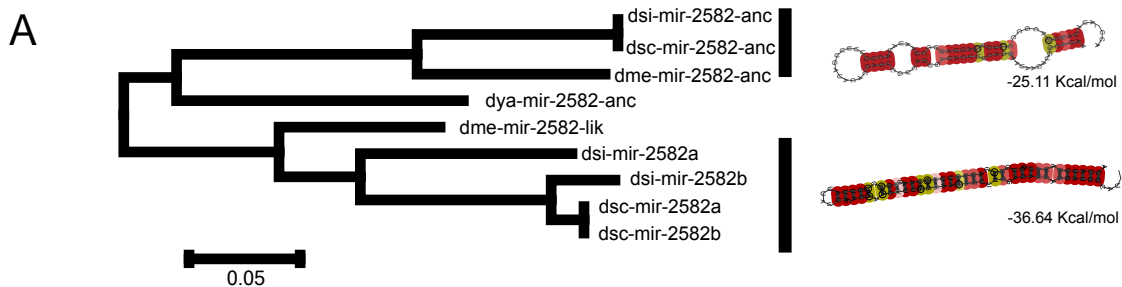 A
dsi-mir-2582-anc
dsc-mir-2582-anc
dme-mir-2582-anc
dya-mir-2582-anc
dme-mir-2582-lik
dsi-mir-2582a
dsi-mir-2582b
dsc-mir-2582a
dsc-mir-2582b
0.05
-25.11 Kcal/mol
-36.64 Kcal/mol